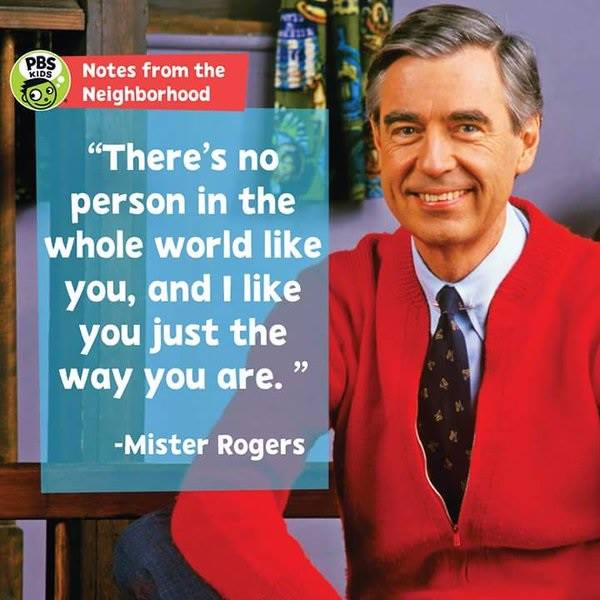 PBS
KIDS
Notes from the
Neighborhood
“There’s no
person in the
whole world like
you, and I like
you just the
way you are. ”
-Mister Rogers